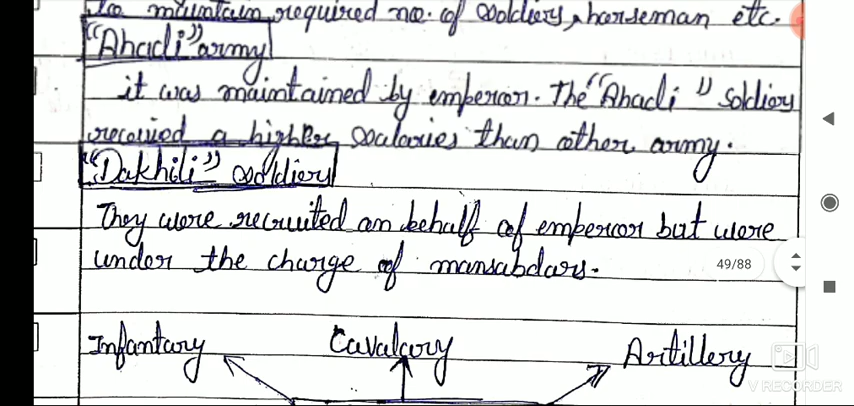 To maintain required no. of soldiers, horseman etc.
"Ahadi" army
it was maintained by emperor. The "Ahadi" soldiers
received a higher salaries than other army.
"Dakhili" soldiers
They were recruited on behalf of emperor but were
under the charge of mansabdars.
49/88
Infantary Cavalary Artillery
V RECORDER